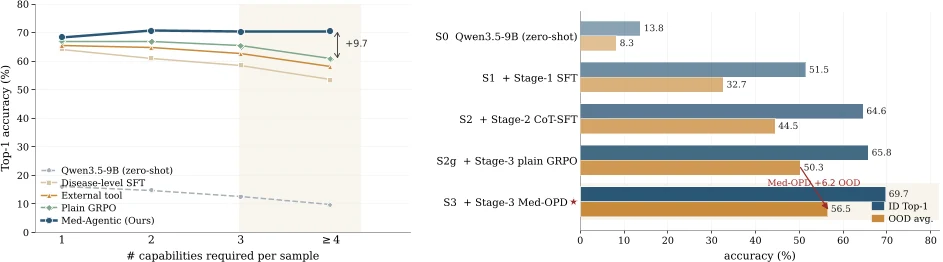 80
70
60
50
40
30
20
10
0
Top-1 accuracy (%)
+9.7
Qwen3.5-9B (zero-shot)
Disease-level SFT
External tool
Plain GRPO
Med-Agentic (Ours)
1 2 3 ≥ 4
# capabilities required per sample
S0 Qwen3.5-9B (zero-shot)
13.8
8.3
S1 + Stage-1 SFT
51.5
32.7
S2 + Stage-2 CoT-SFT
64.6
44.5
S2g + Stage-3 plain GRPO
65.8
50.3
Med-OPD +6.2 OOD
S3 + Stage-3 Med-OPD ★
69.7
56.5
ID Top-1
OOD avg.
0 10 20 30 40 50 60 70 80
accuracy (%)